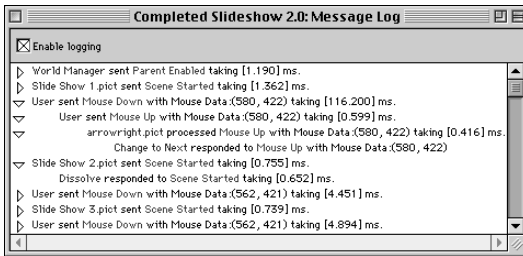 Completed Slideshow 2.0: Message Log
Enable logging
World Manager sent Parent Enabled taking [1.190] ms.
Slide Show 1.pict sent Scene Started taking [1.362] ms.
User sent Mouse Down with Mouse Data:(580, 422) taking [116.200] ms.
User sent Mouse Up with Mouse Data:(580, 422) taking [0.599] ms.
arrowright.pict processed Mouse Up with Mouse Data:(580, 422) taking [0.416] ms.
Change to Next responded to Mouse Up with Mouse Data:(580, 422)
Slide Show 2.pict sent Scene Started taking [0.755] ms.
Dissolve responded to Scene Started taking [0.652] ms.
User sent Mouse Down with Mouse Data:(562, 421) taking [4.451] ms.
Slide Show 3.pict sent Scene Started taking [0.739] ms.
User sent Mouse Down with Mouse Data:(562, 421) taking [4.894] ms.